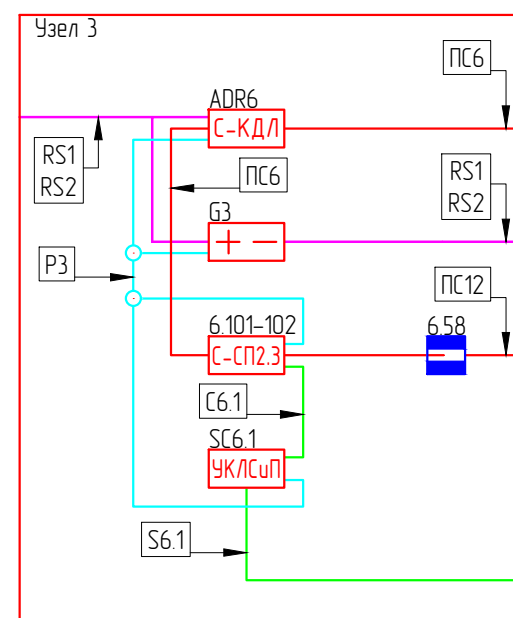 Узел 3
ПС6
ADR6
С-КДЛ
RS1
RS2
ПС6
RS1
RS2
G3
+ -
Р3
ПС12
6.101-102
6.58
С-СП2.3
С6.1
SC6.1
УКЛСиП
S6.1